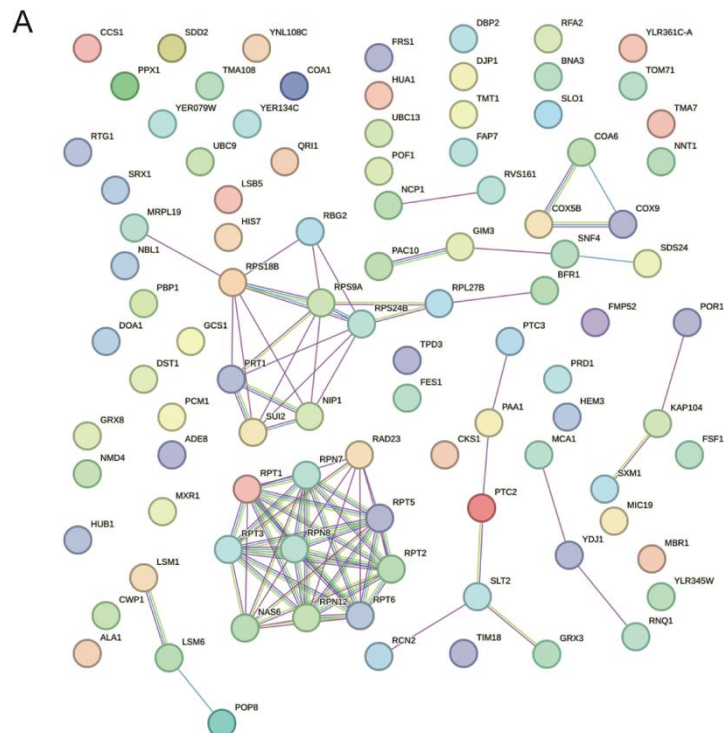 A
CCS1
SDD2
YNL108C
PPX1
TMA108
COA1
YER079W
YER134C
RTG1
UBC9
QRI1
SRX1
LSB5
MRPL19
HIS7
NBL1
RBG2
RPS18B
PBP1
RPS9A
RPS24B
DOA1
GCS1
DST1
PRT1
PCM1
SUI2
NIP1
GRX8
ADE8
NMD4
MXR1
HUB1
FRS1
DBP2
RFA2
YLR361C-A
HUA1
DJP1
BNA3
TOM71
UBC13
TMT1
SLO1
TMA7
POF1
FAP7
COA6
NNT1
NCP1
RVS161
COX5B
COX9
PAC10
GIM3
SNF4
SDS24
RPL27B
BFR1
FMP52
POR1
TPD3
PTC3
PRD1
FES1
PAA1
HEM3
KAP104
CKS1
MCA1
FSF1
RAD23
RPN7
RPT1
RPT5
PTC2
SXM1
MIC19
RPT3
RPN8
RPT2
YDJ1
MBR1
NAS6
RPN12
RPT6
SLT2
YLR345W
RCN2
TIM18
GRX3
RNQ1
LSM1
CWP1
ALA1
LSM6
POP8